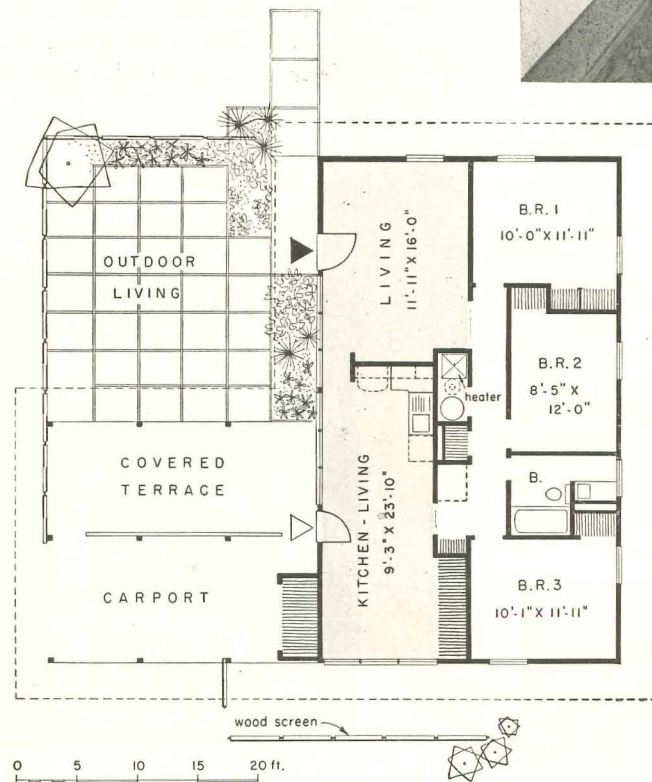 OUTDOOR
LIVING
COVERED
TERRACE
CARPORT
LIVING
11'-11" X 16'-0"
KITCHEN - LIVING
9'-3" X 23'-10"
B.R. 1
10'-0" X 11'-11"
B.R. 2
8'-5" X
12'-0"
heater
B.
B.R. 3
10'-1" X 11'-11"
wood screen
0 5 10 15 20 ft.